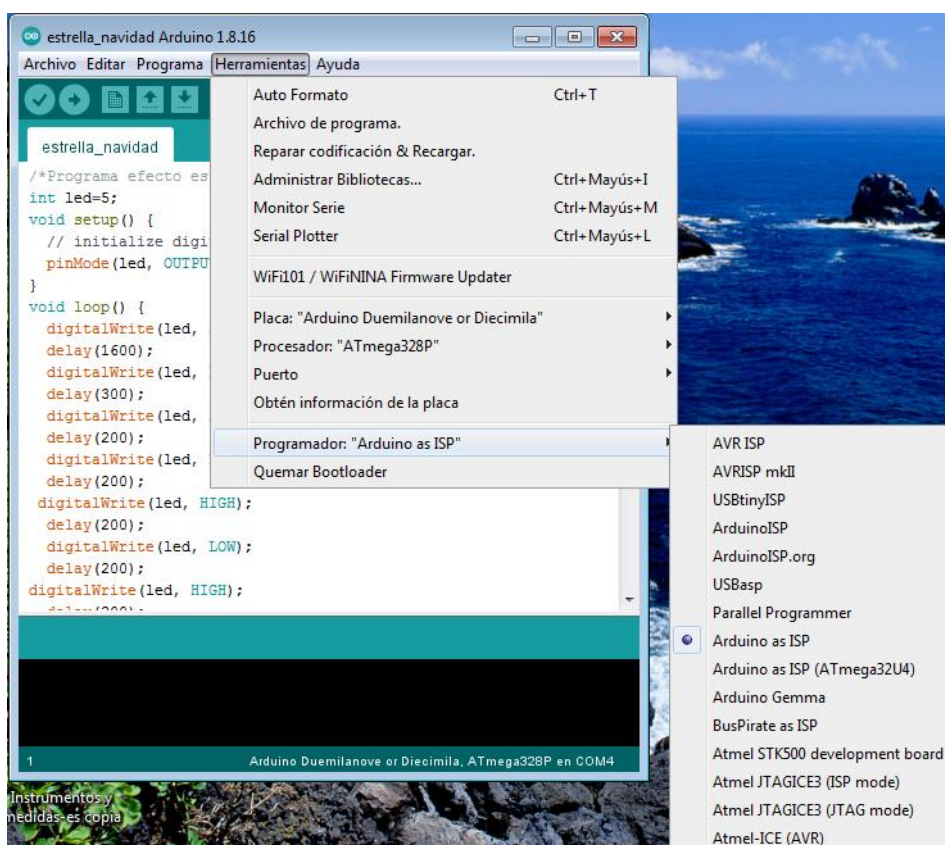 estrella_navidad Arduino 1.8.16
Archivo Editar Programa Herramientas Ayuda
estrella_navidad
/*Programa efecto es
int led=5;
void setup() {
// initialize digi
pinMode(led, OUTPU
}
void loop() {
digitalWrite(led,
delay(1600);
digitalWrite(led,
delay(300);
digitalWrite(led,
delay(200);
digitalWrite(led,
delay(200);
digitalWrite(led, HIGH);
delay(200);
digitalWrite(led, LOW);
delay(200);
digitalWrite(led, HIGH);
Auto Formato Ctrl+T
Archivo de programa.
Reparar codificación & Recargar.
Administrar Bibliotecas... Ctrl+Mayús+I
Monitor Serie Ctrl+Mayús+M
Serial Plotter Ctrl+Mayús+L
WiFi101 / WiFiNINA Firmware Updater
Placa: "Arduino Duemilanove or Diecimila"
Procesador: "ATmega328P"
Puerto
Obtén información de la placa
Programador: "Arduino as ISP"
Quemar Bootloader
AVR ISP
AVRISP mkII
USBtinyISP
ArduinoISP
ArduinoISP.org
USBasp
Parallel Programmer
Arduino as ISP
Arduino as ISP (ATmega32U4)
Arduino Gemma
BusPirate as ISP
Atmel STK500 development board
Atmel JTAGICE3 (ISP mode)
Atmel JTAGICE3 (JTAG mode)
Atmel-ICE (AVR)
1 Arduino Duemilanove or Diecimila, ATmega328P en COM4
Instrumentos y
medidas-es copia